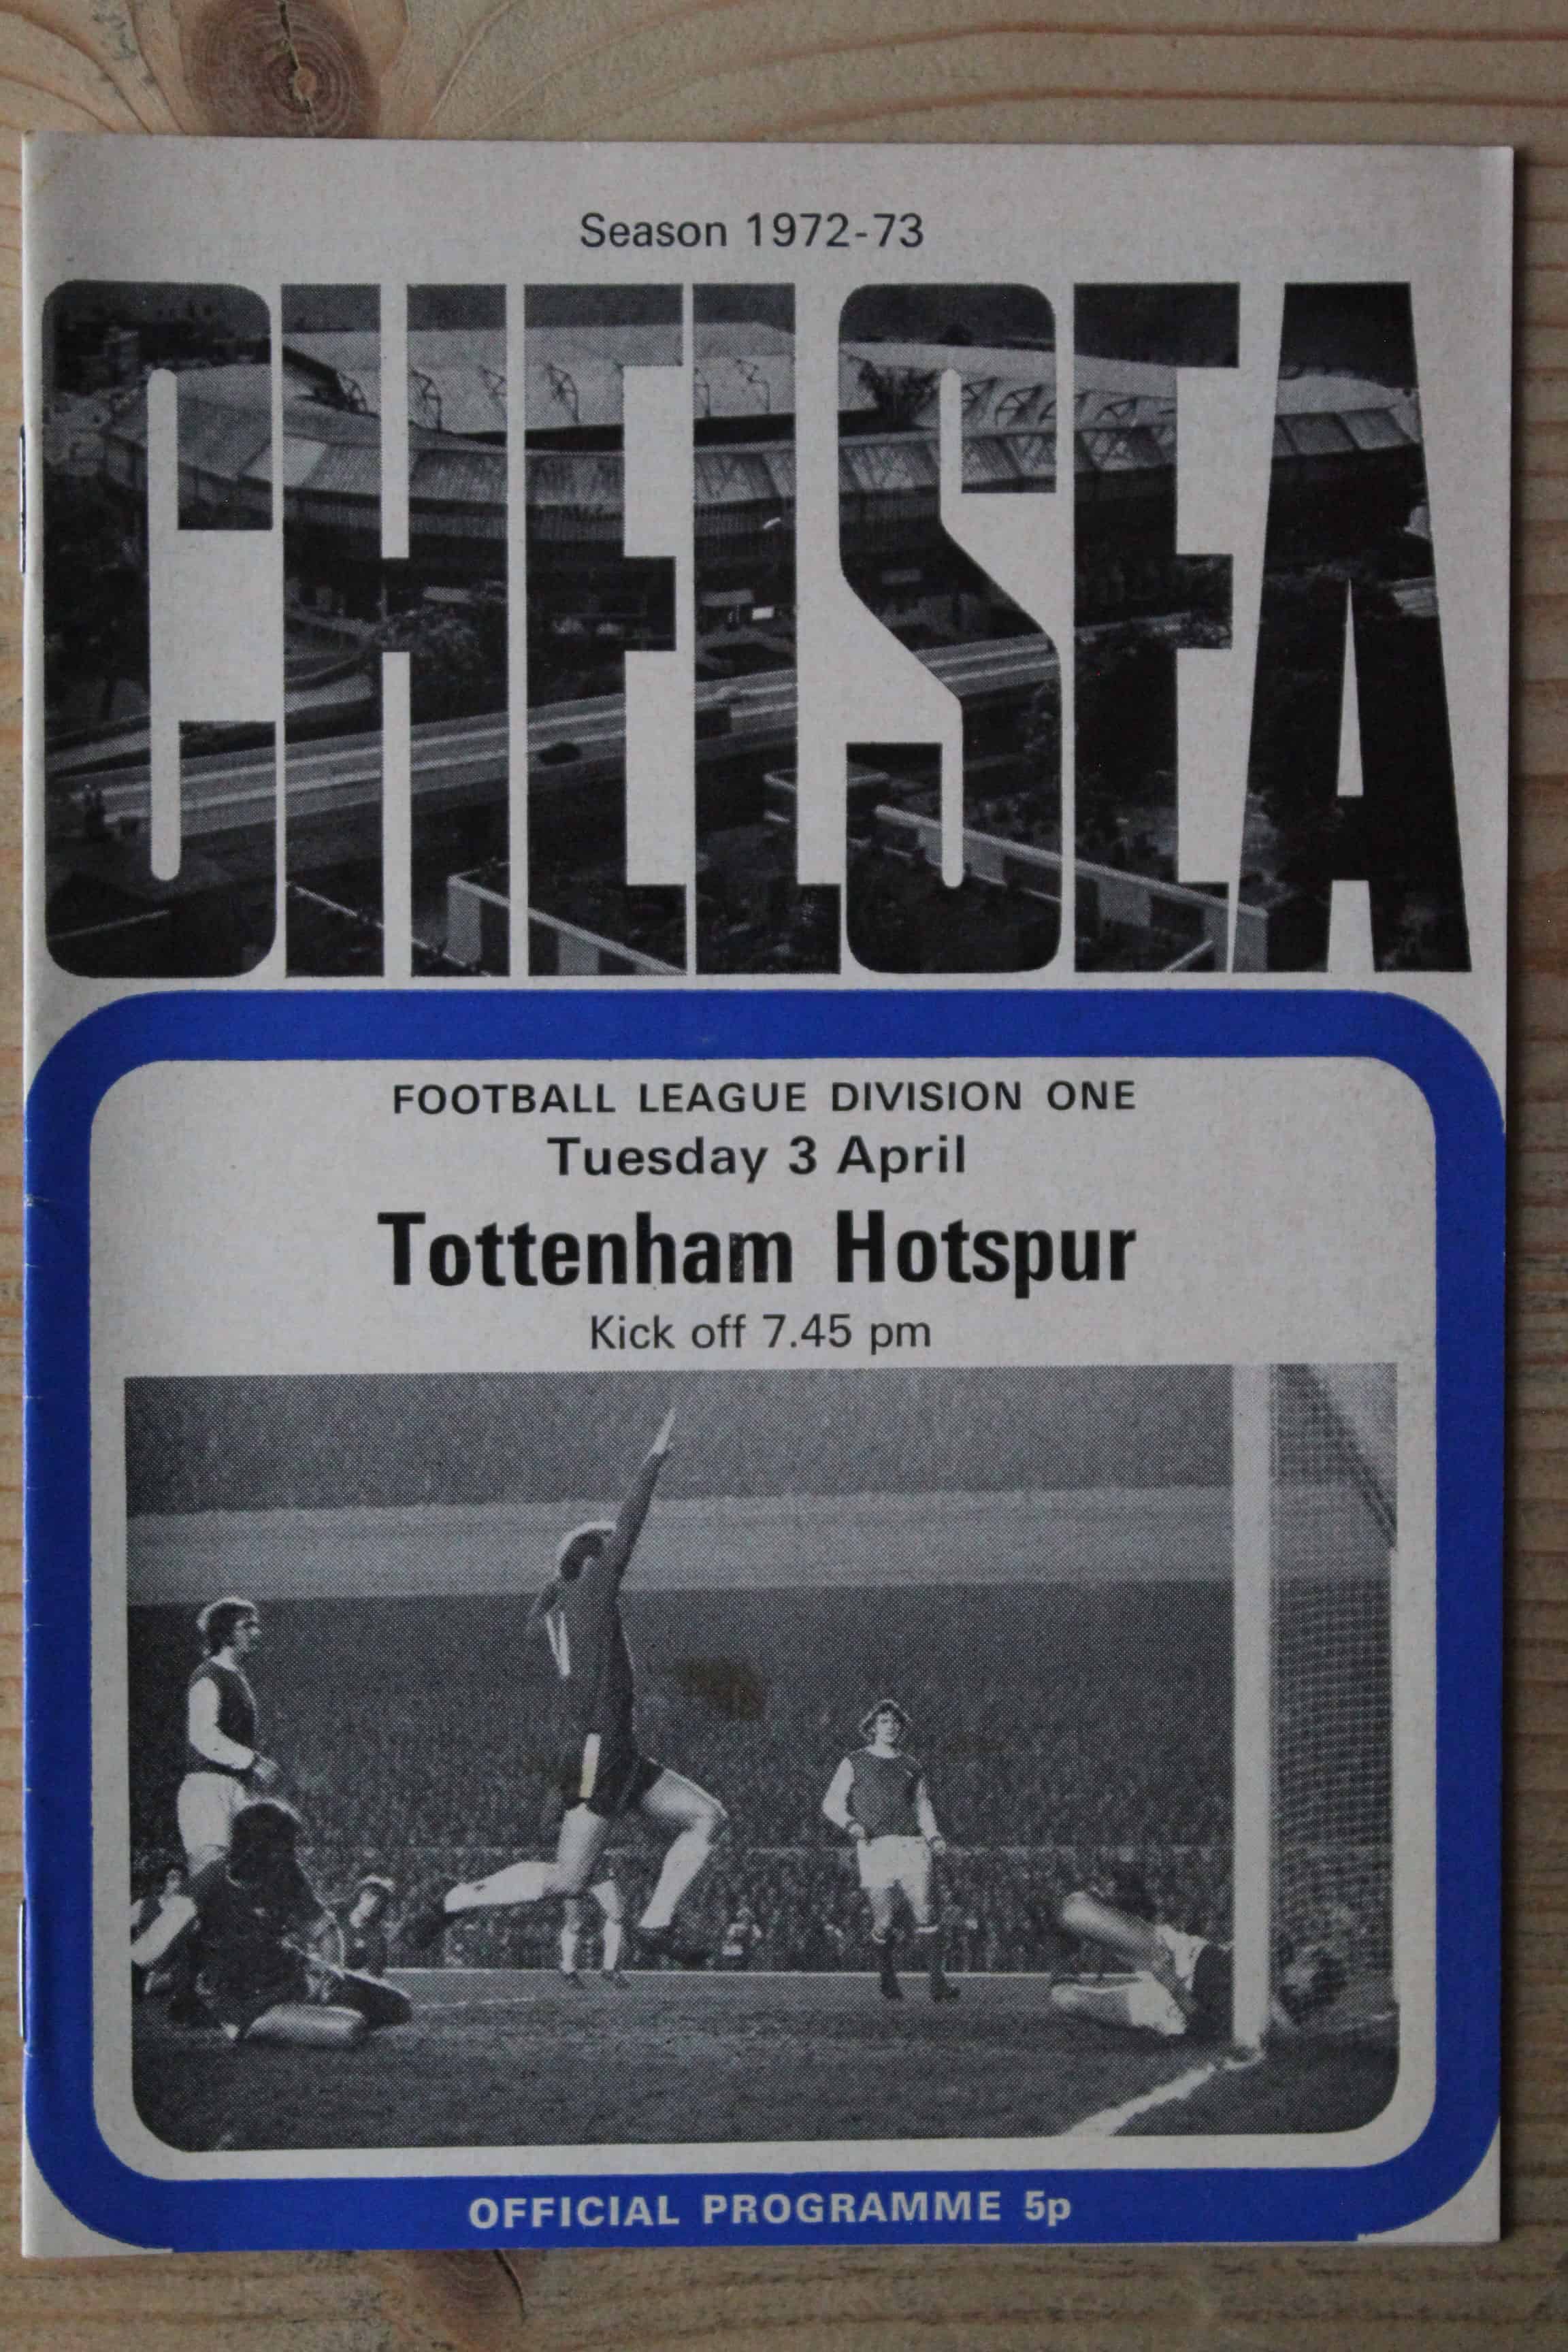 Season 1972-73
CHELSEA
FOOTBALL LEAGUE DIVISION ONE
Tuesday 3 April
Tottenham Hotspur
Kick off 7.45 pm
11
OFFICIAL PROGRAMME 5p